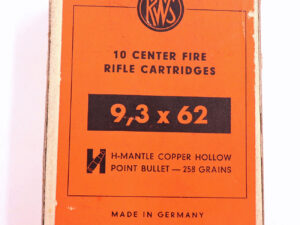 RWS
10 CENTER FIRE
RIFLE CARTRIDGES
9,3 x 62
H-MANTLE COPPER HOLLOW
POINT BULLET — 258 GRAINS
MADE IN GERMANY